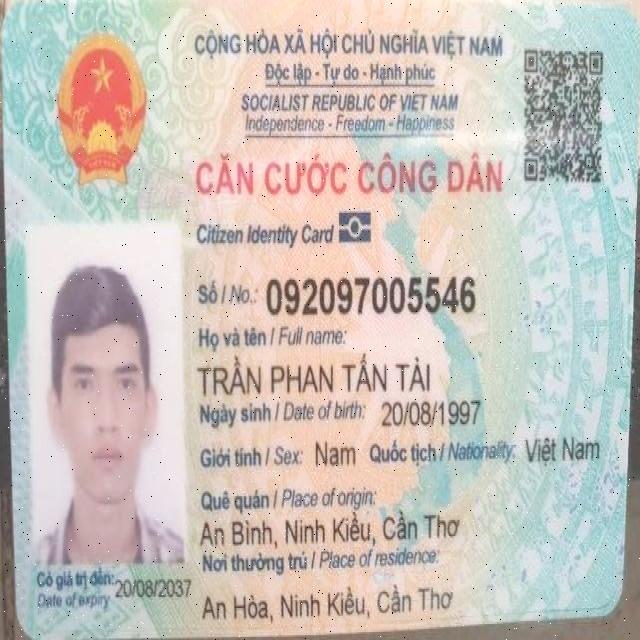 CỘNG HÒA XÃ HỘI CHỦ NGHĨA VIỆT NAM
Độc lập - Tự do - Hạnh phúc
SOCIALIST REPUBLIC OF VIET NAM
Independence - Freedom - Happiness
CĂN CƯỚC CÔNG DÂN
Citizen Identity Card
Số / No.: 092097005546
Họ và tên / Full name:
TRẦN PHAN TẤN TÀI
Ngày sinh / Date of birth: 20/08/1997
Giới tính / Sex: Nam Quốc tịch / Nationality: Việt Nam
Quê quán / Place of origin:
An Bình, Ninh Kiều, Cần Thơ
Nơi thường trú / Place of residence:
An Hòa, Ninh Kiều, Cần Thơ
Có giá trị đến: 20/08/2037
Date of expiry